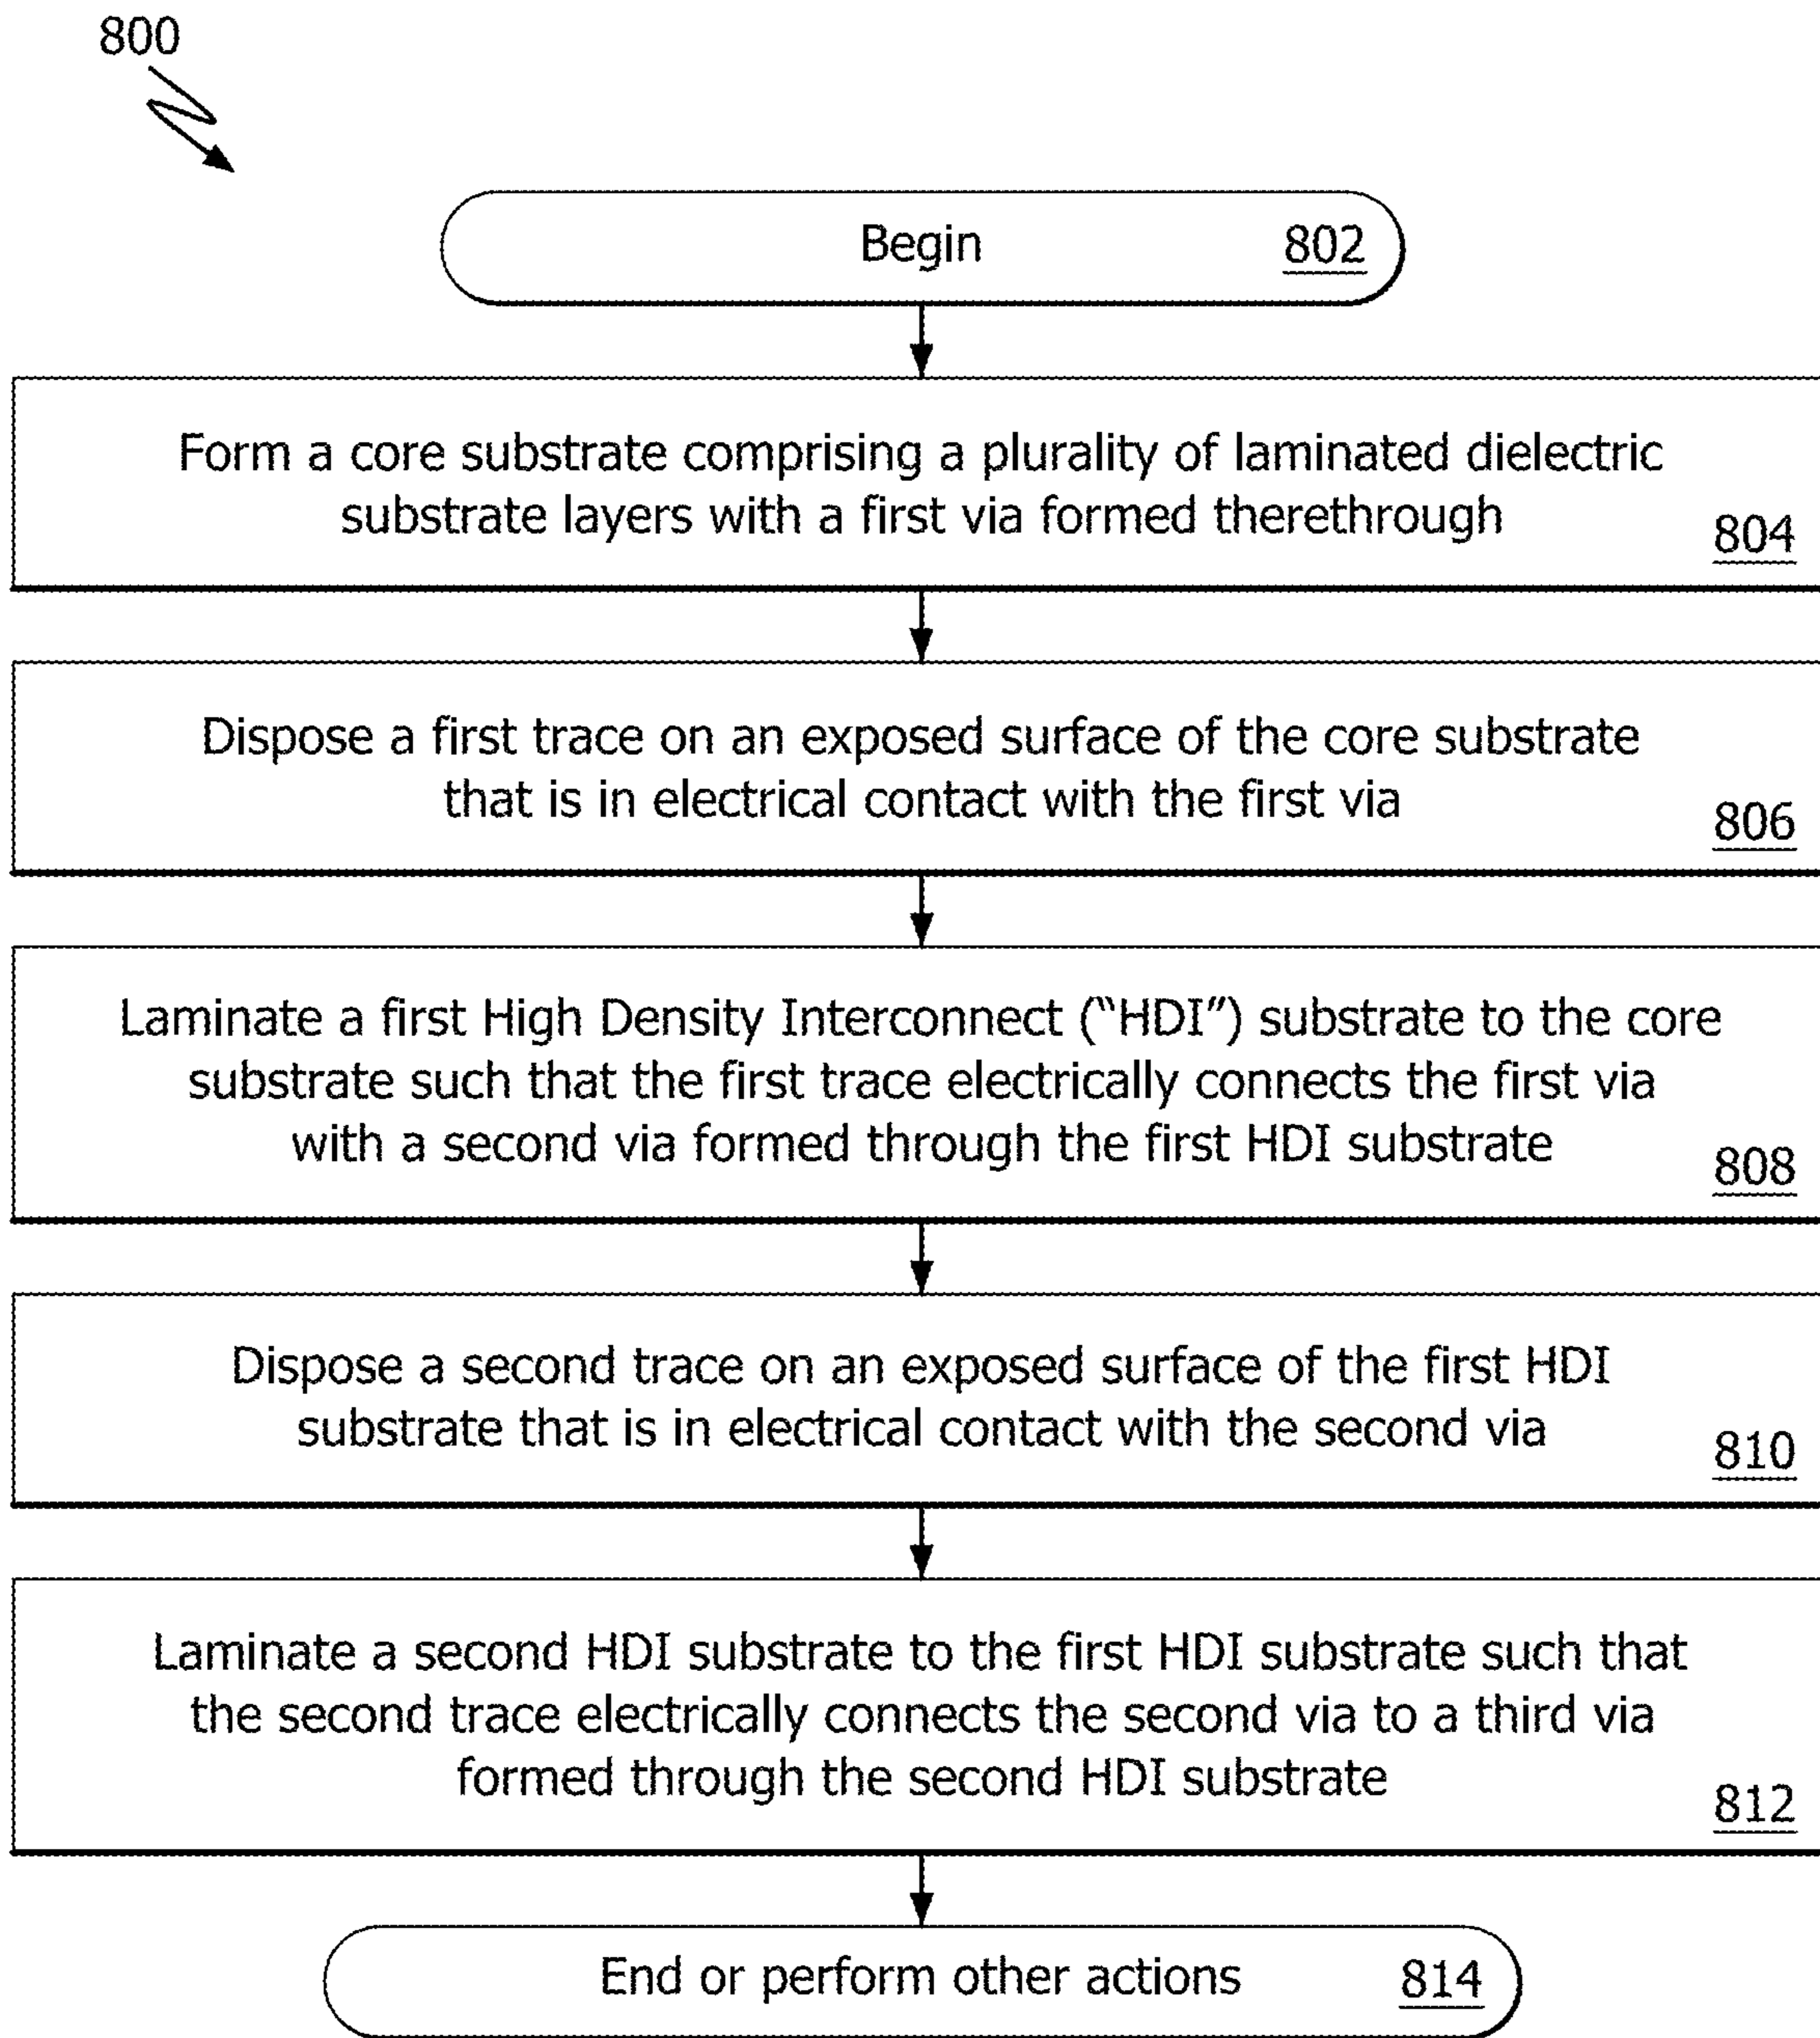 800
Begin 802
Form a core substrate comprising a plurality of laminated dielectric
substrate layers with a first via formed therethrough
804
Dispose a first trace on an exposed surface of the core substrate
that is in electrical contact with the first via
806
Laminate a first High Density Interconnect (“HDI”) substrate to the core
substrate such that the first trace electrically connects the first via
with a second via formed through the first HDI substrate
808
Dispose a second trace on an exposed surface of the first HDI
substrate that is in electrical contact with the second via
810
Laminate a second HDI substrate to the first HDI substrate such that
the second trace electrically connects the second via to a third via
formed through the second HDI substrate
812
End or perform other actions 814